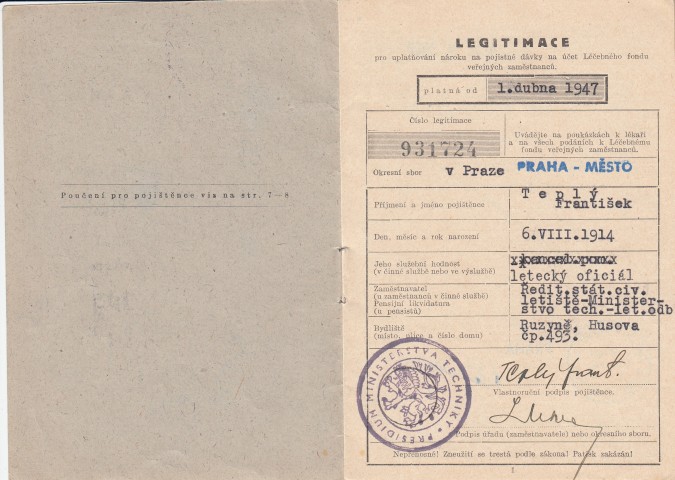 Poučení pro pojištěnce viz na str. 7—8
LEGITIMACE
pro uplatňování nároku na pojistné dávky na účet Léčebného fondu
veřejných zaměstnanců.
platná od 1.dubna 1947
Číslo legitimace
931724
Uvádějte na poukázkách k lékaři
a na všech podáních k Léčebnému
fondu veřejných zaměstnanců.
Okresní sbor v Praze PRAHA - MĚSTO
Teplý
Příjmení a jméno pojištěnce František
Den, měsíc a rok narození 6.VIII.1914
Jeho služební hodnost
(v činné službě nebo ve výslužbě) letecký oficiál
Zaměstnavatel
(u zaměstnanců v činné službě)
Pensijní likvidatura
(u pensistů)
Ředit.stát.civ.
letiště-Minister-
stvo tech.-let.odb
Bydliště
(místo, ulice a číslo domu)
Ruzyně, Husova
čp.493.
PRESIDIUM MINISTERSTVA TECHNIKY
Teplý Frant.
Vlastnoruční podpis pojištěnce.
Podpis úřadu (zaměstnavatele) nebo okresního sboru.
Nepřenosné! Zneužití se trestá podle zákona! Padělek zakázán!
1